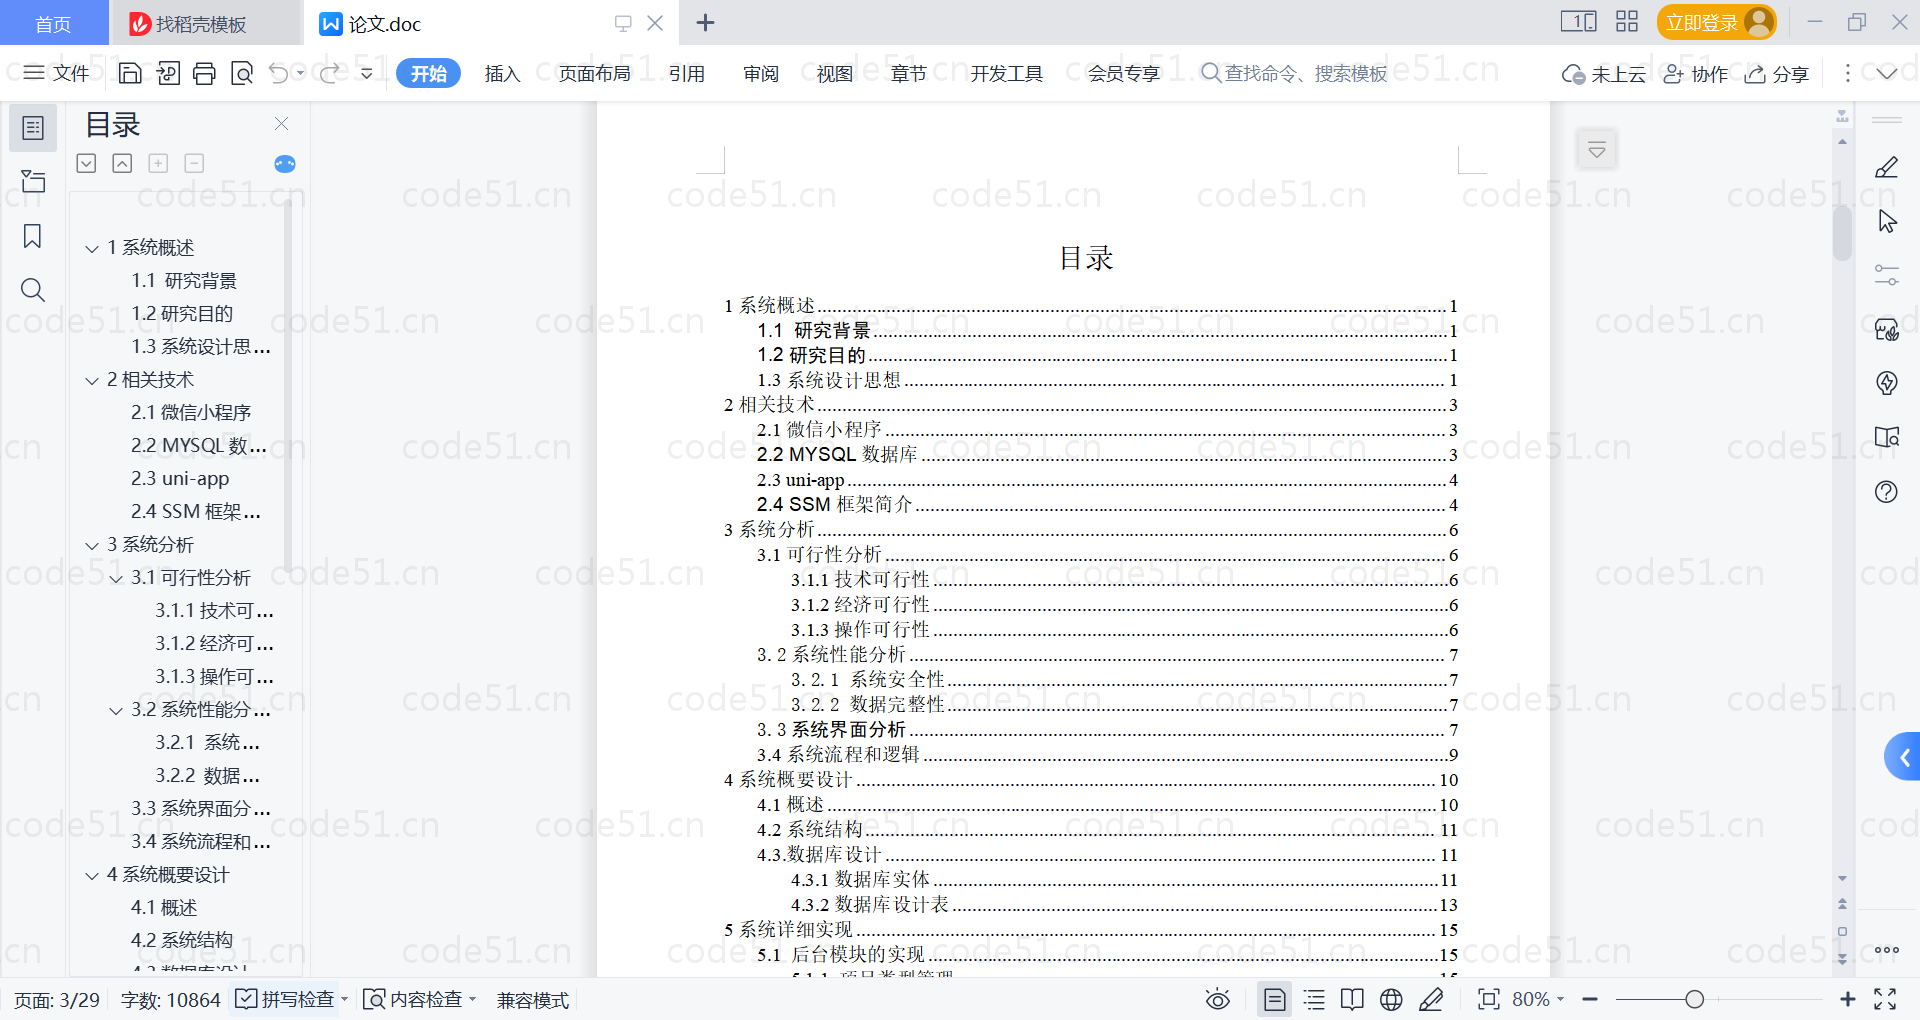 首页 找稻壳模板 论文.doc 立即登录
文件 开始 插入 页面布局 引用 审阅 视图 章节 开发工具 会员专享 查找命令、搜索模板 未上云 协作 分享
目录
1 系统概述
1.1 研究背景
1.2 研究目的
1.3 系统设计思...
2 相关技术
2.1 微信小程序
2.2 MYSQL 数...
2.3 uni-app
2.4 SSM 框架...
3 系统分析
3.1 可行性分析
3.1.1 技术可...
3.1.2 经济可...
3.1.3 操作可...
3.2 系统性能分...
3.2.1 系统...
3.2.2 数据...
3.3 系统界面分...
3.4 系统流程和...
4 系统概要设计
4.1 概述
4.2 系统结构
目录
1 系统概述 1
1.1 研究背景 1
1.2 研究目的 1
1.3 系统设计思想 1
2 相关技术 3
2.1 微信小程序 3
2.2 MYSQL 数据库 3
2.3 uni-app 4
2.4 SSM 框架简介 4
3 系统分析 6
3.1 可行性分析 6
3.1.1 技术可行性 6
3.1.2 经济可行性 6
3.1.3 操作可行性 6
3.2 系统性能分析 7
3.2.1 系统安全性 7
3.2.2 数据完整性 7
3.3 系统界面分析 7
3.4 系统流程和逻辑 9
4 系统概要设计 10
4.1 概述 10
4.2 系统结构 11
4.3.数据库设计 11
4.3.1 数据库实体 11
4.3.2 数据库设计表 13
5 系统详细实现 15
5.1 后台模块的实现 15
页面: 3/29 字数: 10864 拼写检查 内容检查 兼容模式 80%
code51.cn